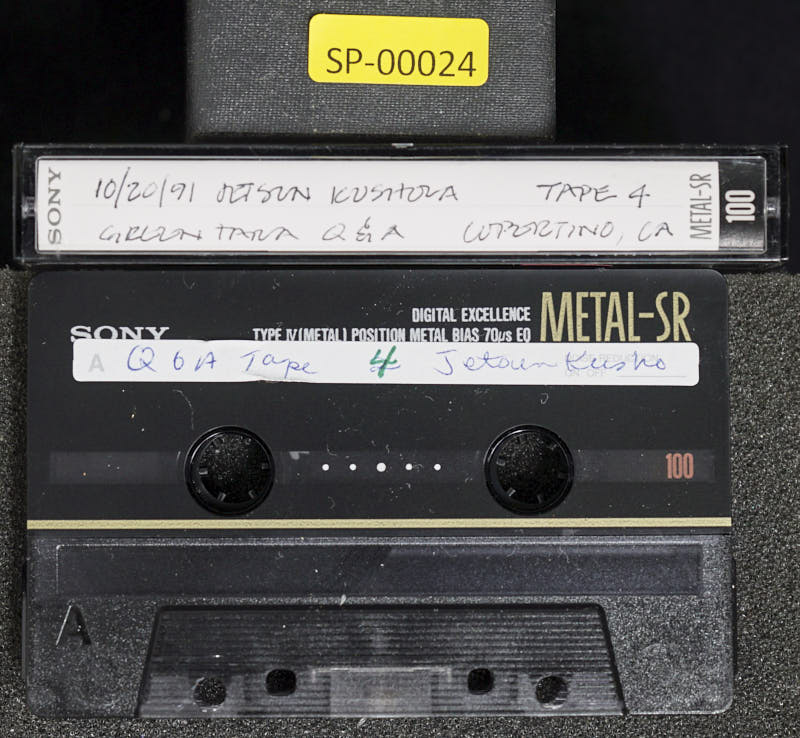 SP-00024
SONY
10/20/91 JETSUN KUSHOLA TAPE 4
GREEN TARA Q & A CUPERTINO, CA
METAL-SR
100
DIGITAL EXCELLENCE METAL-SR
SONY TYPE IV (METAL) POSITION METAL BIAS 70µs EQ
A Q & A Tape 4 Jetsun Kusho
100
A